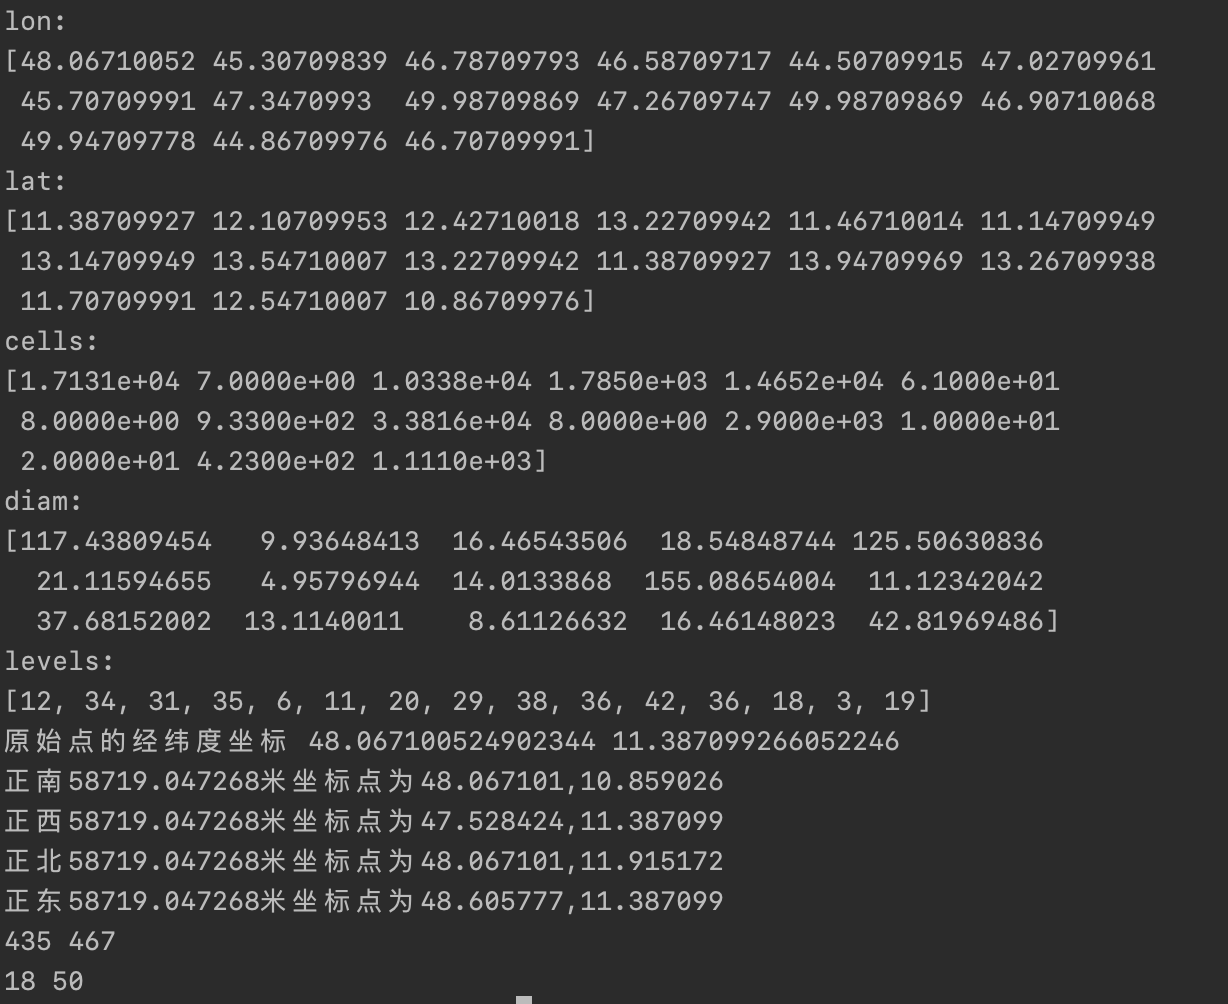 lon:
[48.06710052 45.30709839 46.78709793 46.58709717 44.50709915 47.02709961
 45.70709991 47.3470993  49.98709869 47.26709747 49.98709869 46.90710068
 49.94709778 44.86709976 46.70709991]
lat:
[11.38709927 12.10709953 12.42710018 13.22709942 11.46710014 11.14709949
 13.14709949 13.54710007 13.22709942 11.38709927 13.94709969 13.26709938
 11.70709991 12.54710007 10.86709976]
cells:
[1.7131e+04 7.0000e+00 1.0338e+04 1.7850e+03 1.4652e+04 6.1000e+01
 8.0000e+00 9.3300e+02 3.3816e+04 8.0000e+00 2.9000e+03 1.0000e+01
 2.0000e+01 4.2300e+02 1.1110e+03]
diam:
[117.43809454   9.93648413  16.46543506  18.54848744 125.50630836
  21.11594655   4.95796944  14.0133868  155.08654004  11.12342042
  37.68152002  13.1140011    8.61126632  16.46148023  42.81969486]
levels:
[12, 34, 31, 35, 6, 11, 20, 29, 38, 36, 42, 36, 18, 3, 19]
原始点的经纬度坐标 48.067100524902344 11.387099266052246
正南58719.047268米坐标点为48.067101,10.859026
正西58719.047268米坐标点为47.528424,11.387099
正北58719.047268米坐标点为48.067101,11.915172
正东58719.047268米坐标点为48.605777,11.387099
435 467
18 50